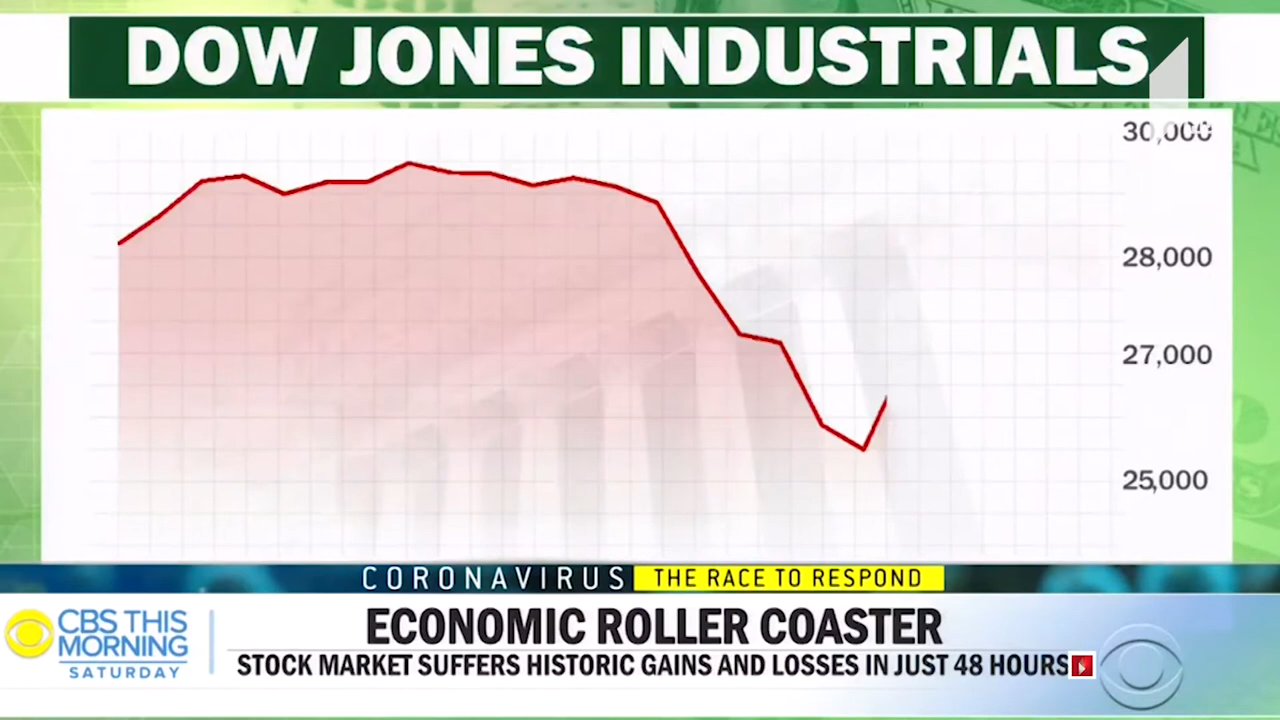 DOW JONES INDUSTRIALS
30,000
28,000
27,000
25,000
CORONAVIRUS THE RACE TO RESPOND
CBS THIS
MORNING
SATURDAY
ECONOMIC ROLLER COASTER
STOCK MARKET SUFFERS HISTORIC GAINS AND LOSSES IN JUST 48 HOURS